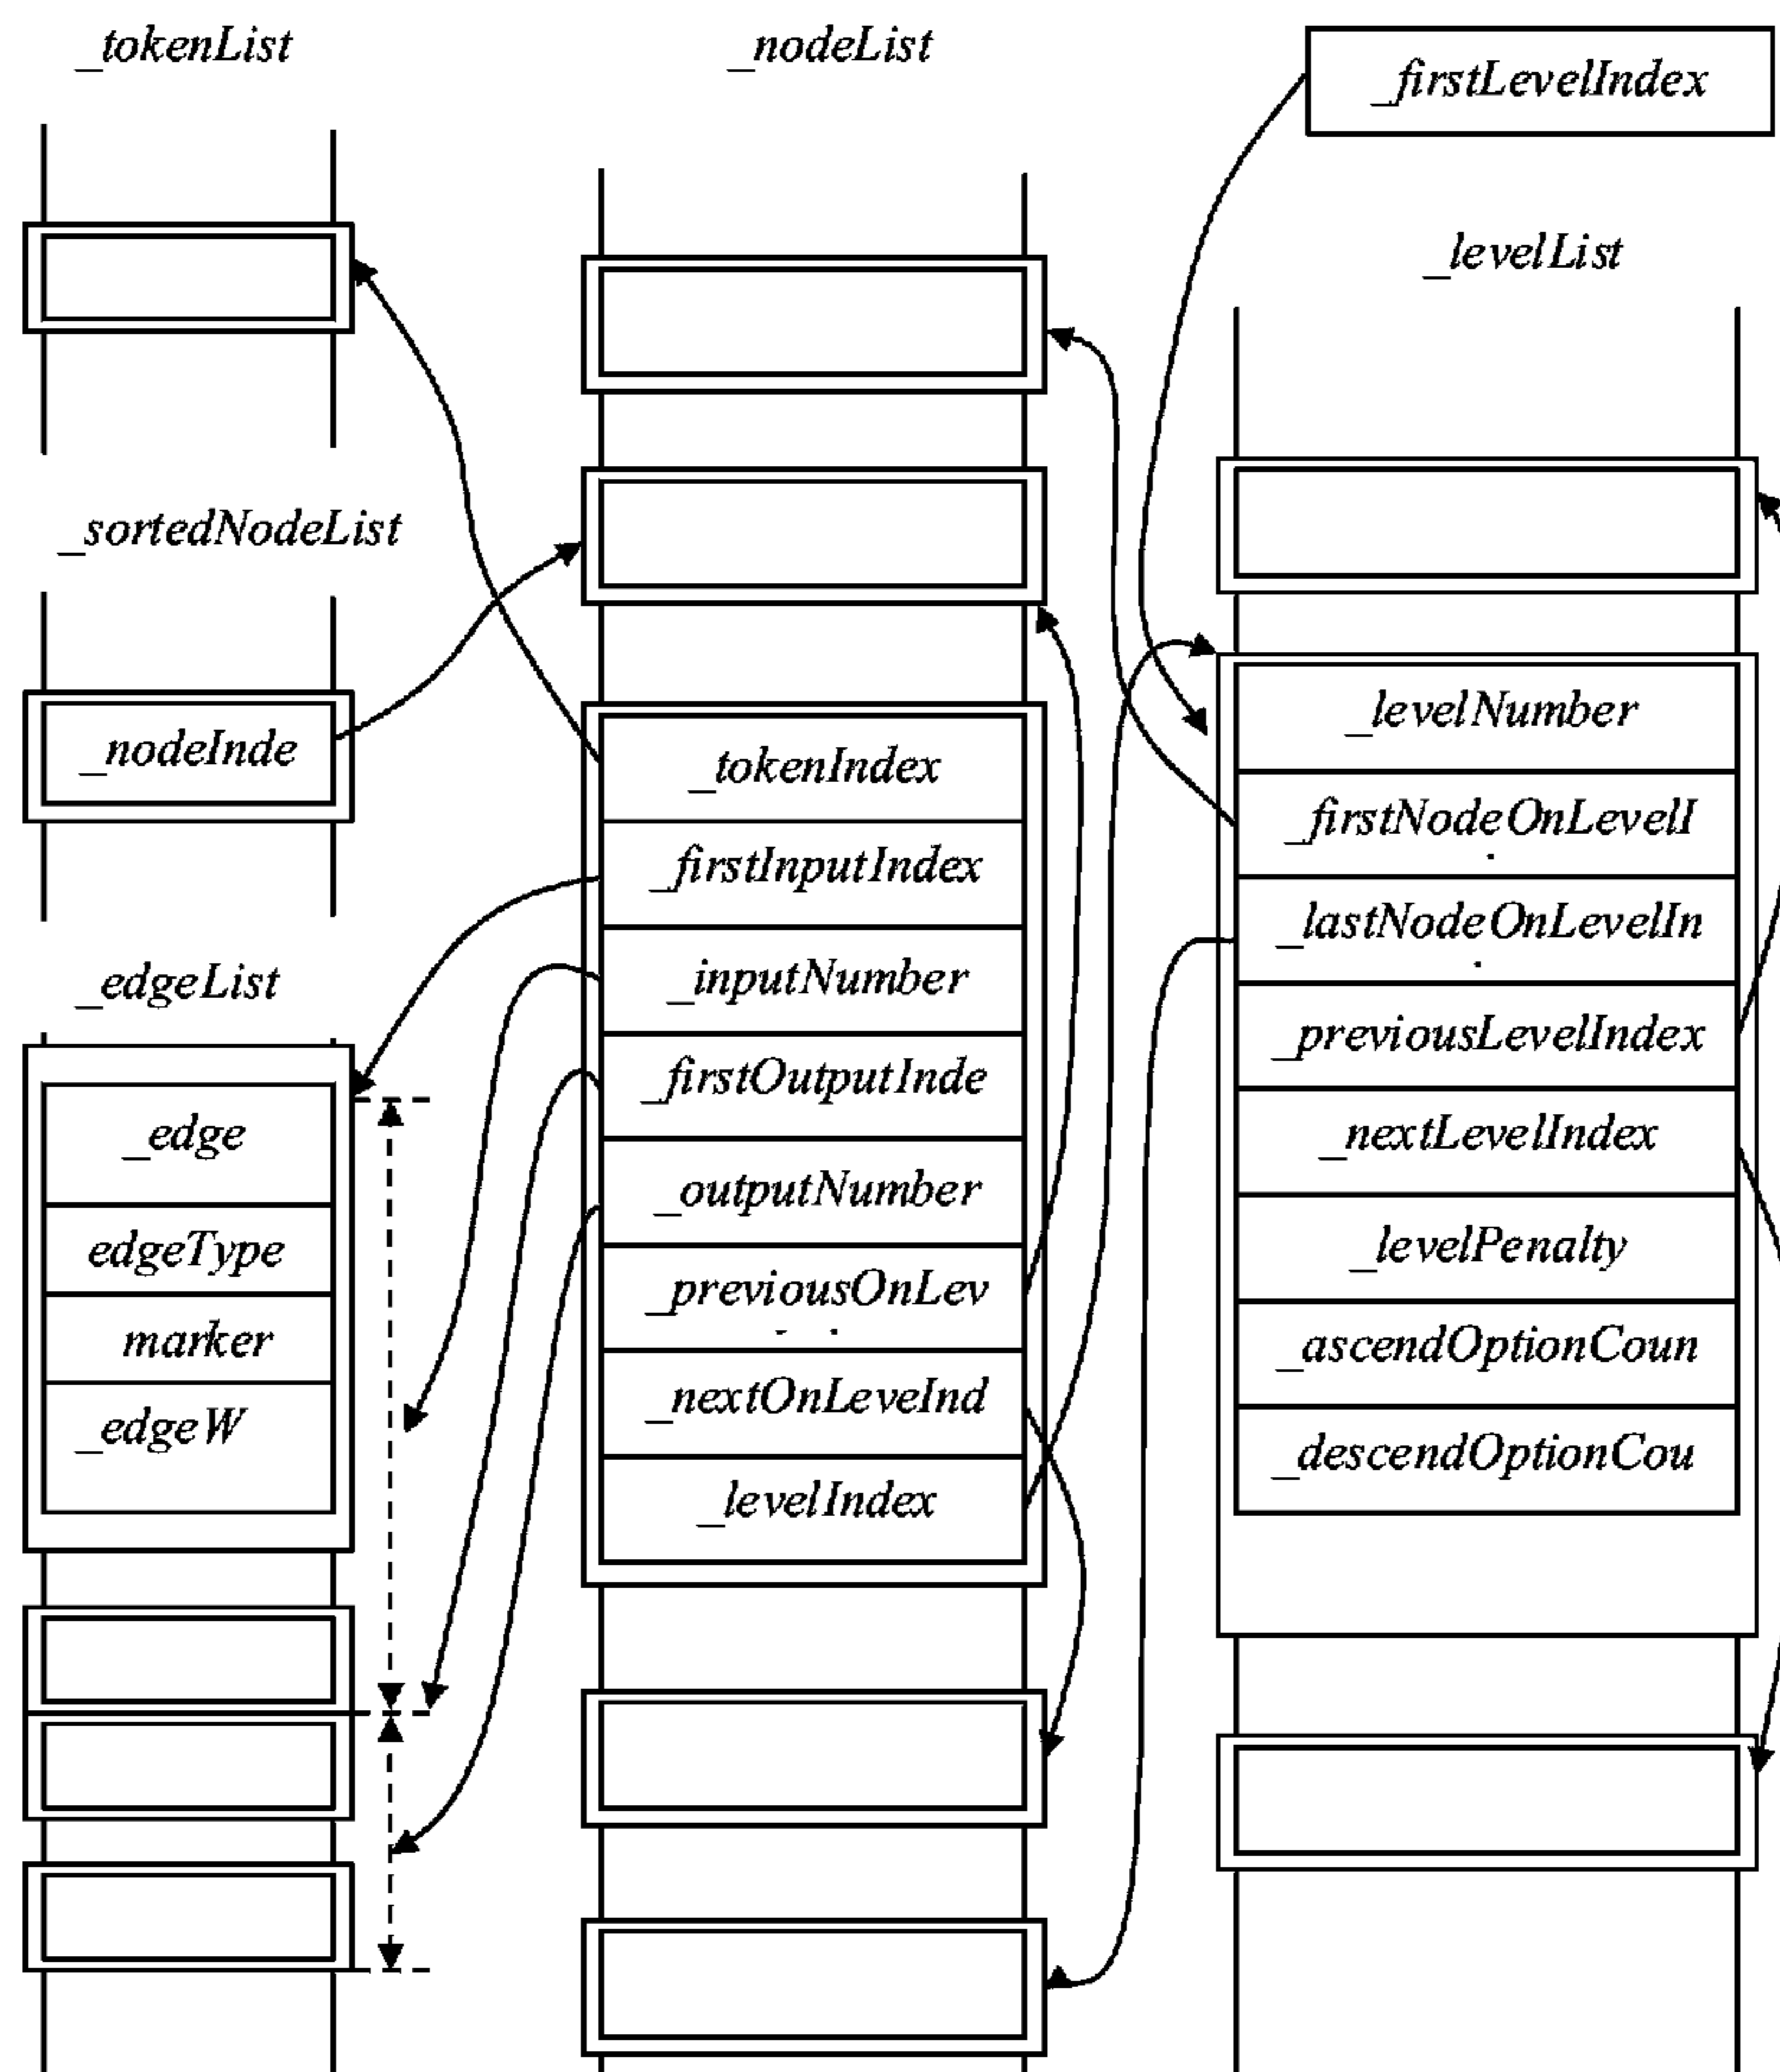 _tokenList
_sortedNodeList
_nodeInde
_edgeList
_edge
edgeType
marker
_edgeW
_nodeList
_tokenIndex
_firstInputIndex
_inputNumber
_firstOutputInde
_outputNumber
_previousOnLev
_nextOnLeveInd
_levelIndex
_firstLevelIndex
_levelList
_levelNumber
_firstNodeOnLevelI
_lastNodeOnLevelIn
_previousLevelIndex
_nextLevelIndex
_levelPenalty
_ascendOptionCoun
_descendOptionCou